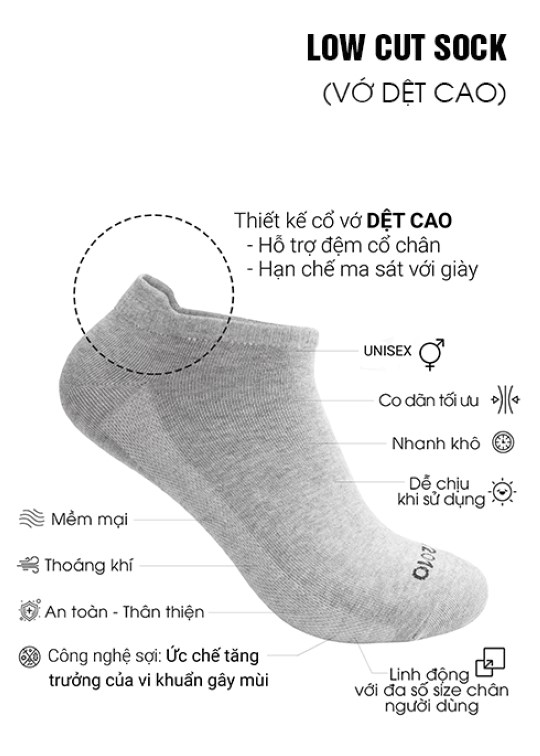 LOW CUT SOCK
(VỚ DỆT CAO)
Thiết kế cổ vớ DỆT CAO
- Hỗ trợ đệm cổ chân
- Hạn chế ma sát với giày
UNISEX
Co dãn tối ưu
Nhanh khô
Dễ chịu
khi sử dụng
Mềm mại
Thoáng khí
An toàn - Thân thiện
Công nghệ sợi: Ức chế tăng
trưởng của vi khuẩn gây mùi
2010
Linh động
với đa số size chân
người dùng